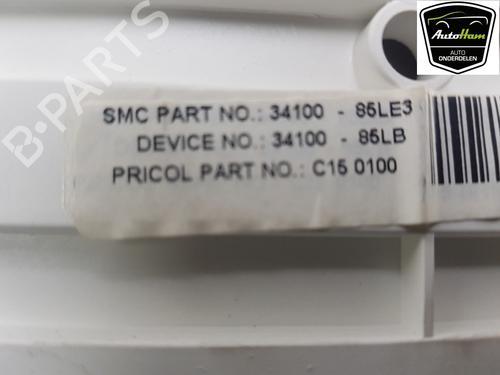 AutoHam
AUTO
ONDERDELEN
SMC PART NO.: 34100 - 85LE3
DEVICE NO.: 34100 - 85LB
PRICOL PART NO.: C15 0100
B-PARTS